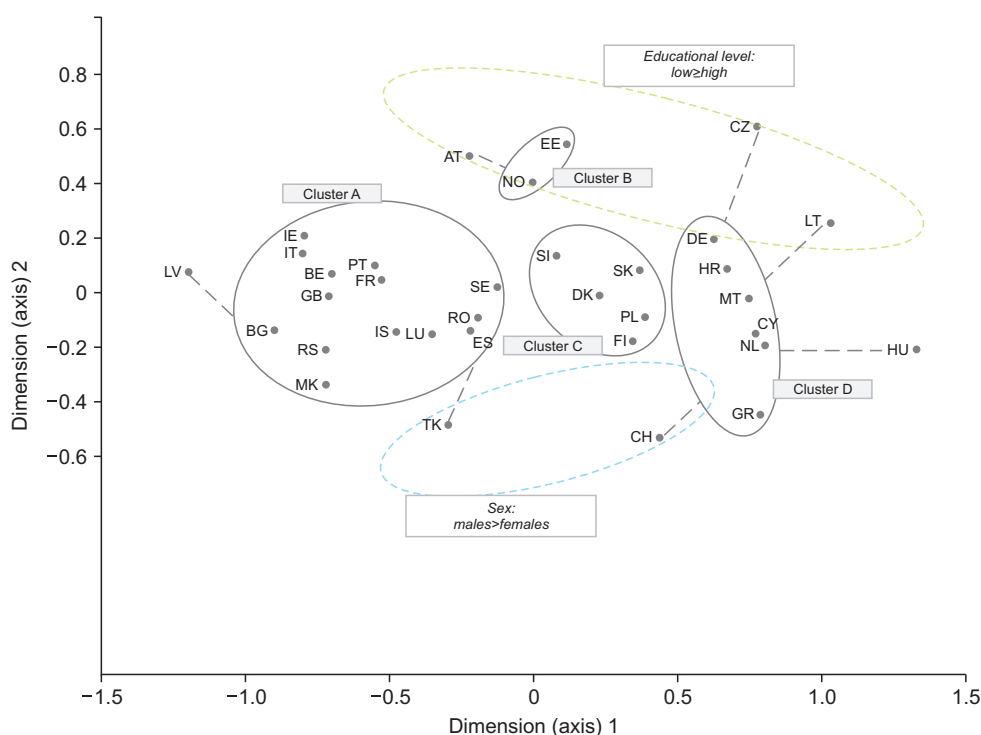 Educational level:
low≥high
0.8
0.6
CZ
EE
AT
0.4
NO
Cluster B
Cluster A
LT
0.2
IE
DE
IT
SI
LV
BE
PT
FR
SK
HR
0
GB
SE
DK
MT
BG
IS
LU
RO
ES
PL
CY
−0.2
RS
Cluster C
FI
NL
HU
MK
Cluster D
−0.4
TK
CH
GR
−0.6
Sex:
males>females
Dimension (axis) 2
−1.5
−1.0
−0.5
0
0.5
1.0
1.5
Dimension (axis) 1